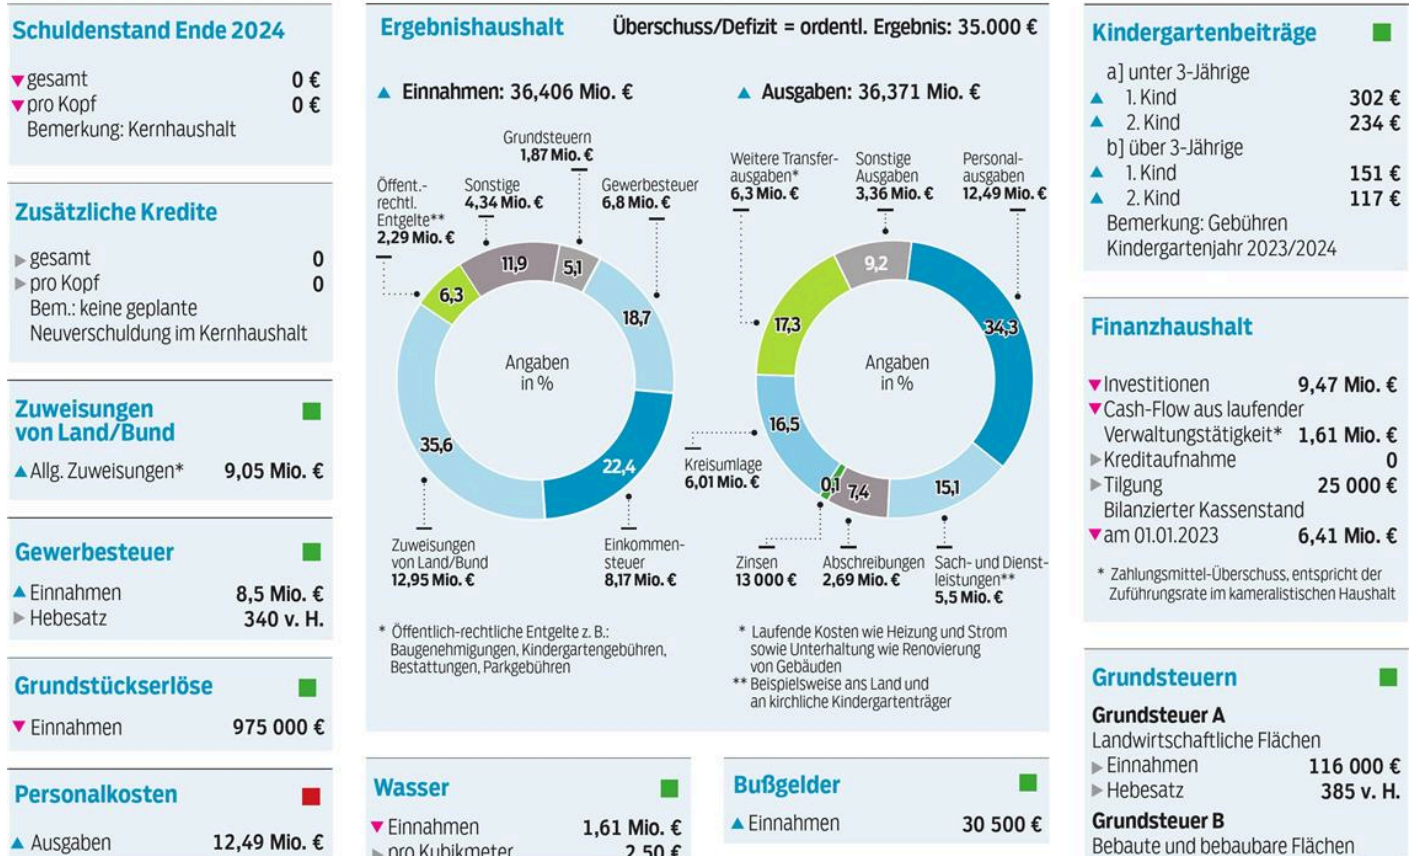 Schuldenstand Ende 2024
▼ gesamt 0 €
▼ pro Kopf 0 €
Bemerkung: Kernhaushalt
Zusätzliche Kredite
▶ gesamt 0
▶ pro Kopf 0
Bem.: keine geplante
Neuverschuldung im Kernhaushalt
Zuweisungen
von Land/Bund
▲ Allg. Zuweisungen* 9,05 Mio. €
Gewerbesteuer
▲ Einnahmen 8,5 Mio. €
▶ Hebesatz 340 v. H.
Grundstückserlöse
▼ Einnahmen 975 000 €
Personalkosten
▲ Ausgaben 12,49 Mio. €
Ergebnishaushalt Überschuss/Defizit = ordentl. Ergebnis: 35.000 €
▲ Einnahmen: 36,406 Mio. €
Grundsteuern
1,87 Mio. €
Öffent.-
rechtl.
Entgelte**
2,29 Mio. €
Sonstige
4,34 Mio. €
Gewerbesteuer
6,8 Mio. €
11,9
5,1
6,3
18,7
Angaben
in %
35,6
22,4
Zuweisungen
von Land/Bund
12,95 Mio. €
Einkommen-
steuer
8,17 Mio. €
* Öffentlich-rechtliche Entgelte z. B.:
Baugenehmigungen, Kindergartengebühren,
Bestattungen, Parkgebühren
▲ Ausgaben: 36,371 Mio. €
Weitere Transfer-
ausgaben*
6,3 Mio. €
Sonstige
Ausgaben
3,36 Mio. €
Personal-
ausgaben
12,49 Mio. €
9,2
17,3
34,3
Angaben
in %
16,5
0,1
7,4
15,1
Kreisumlage
6,01 Mio. €
Zinsen
13 000 €
Abschreibungen
2,69 Mio. €
Sach- und Dienst-
leistungen**
5,5 Mio. €
* Laufende Kosten wie Heizung und Strom
sowie Unterhaltung wie Renovierung
von Gebäuden
** Beispielsweise ans Land und
an kirchliche Kindergartenträger
Wasser
▼ Einnahmen 1,61 Mio. €
▶ pro Kubikmeter 2,50 €
Bußgelder
▲ Einnahmen 30 500 €
Kindergartenbeiträge
a] unter 3-Jährige
▲ 1. Kind 302 €
▲ 2. Kind 234 €
b] über 3-Jährige
▲ 1. Kind 151 €
▲ 2. Kind 117 €
Bemerkung: Gebühren
Kindergartenjahr 2023/2024
Finanzhaushalt
▼ Investitionen 9,47 Mio. €
▼ Cash-Flow aus laufender
Verwaltungstätigkeit* 1,61 Mio. €
▶ Kreditaufnahme 0
▶ Tilgung 25 000 €
Bilanzierter Kassenstand
▼ am 01.01.2023 6,41 Mio. €
* Zahlungsmittel-Überschuss, entspricht der
Zuführungsrate im kameralistischen Haushalt
Grundsteuern
Grundsteuer A
Landwirtschaftliche Flächen
▶ Einnahmen 116 000 €
▶ Hebesatz 385 v. H.
Grundsteuer B
Bebaute und bebaubare Flächen